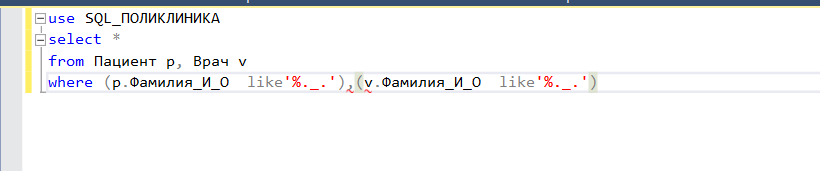 use SQL_ПОЛИКЛИНИКА
select *
from Пациент p, Врач v
where (p.Фамилия_И_О  like'%._.'),(v.Фамилия_И_О  like'%._.')